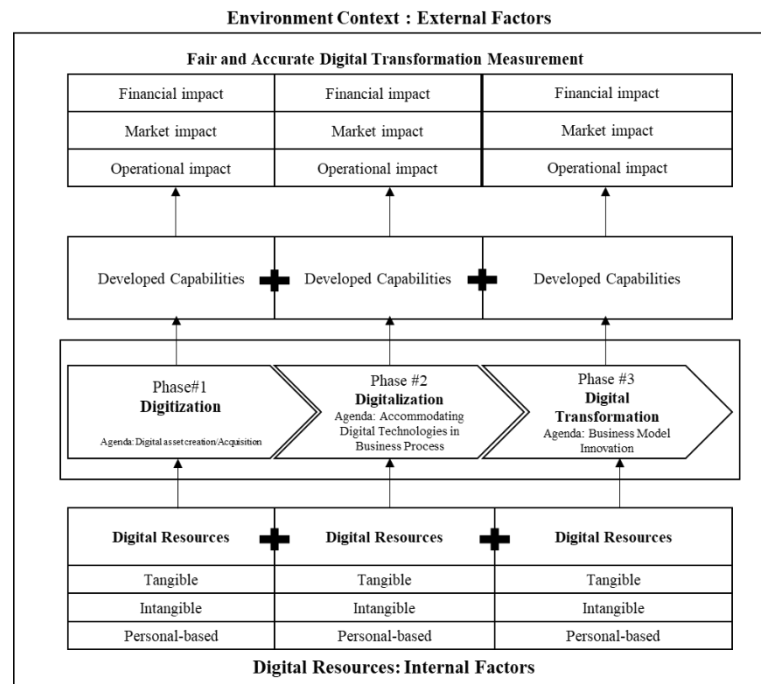 Environment Context : External Factors
Fair and Accurate Digital Transformation Measurement
Financial impact Financial impact Financial impact
Market impact Market impact Market impact
Operational impact Operational impact Operational impact
Developed Capabilities Developed Capabilities Developed Capabilities
Phase#1
Digitization
Agenda: Digital asset creation/Acquisition
Phase #2
Digitalization
Agenda: Accommodating
Digital Technologies in
Business Process
Phase #3
Digital
Transformation
Agenda: Business Model
Innovation
Digital Resources Digital Resources Digital Resources
Tangible Tangible Tangible
Intangible Intangible Intangible
Personal-based Personal-based Personal-based
Digital Resources: Internal Factors